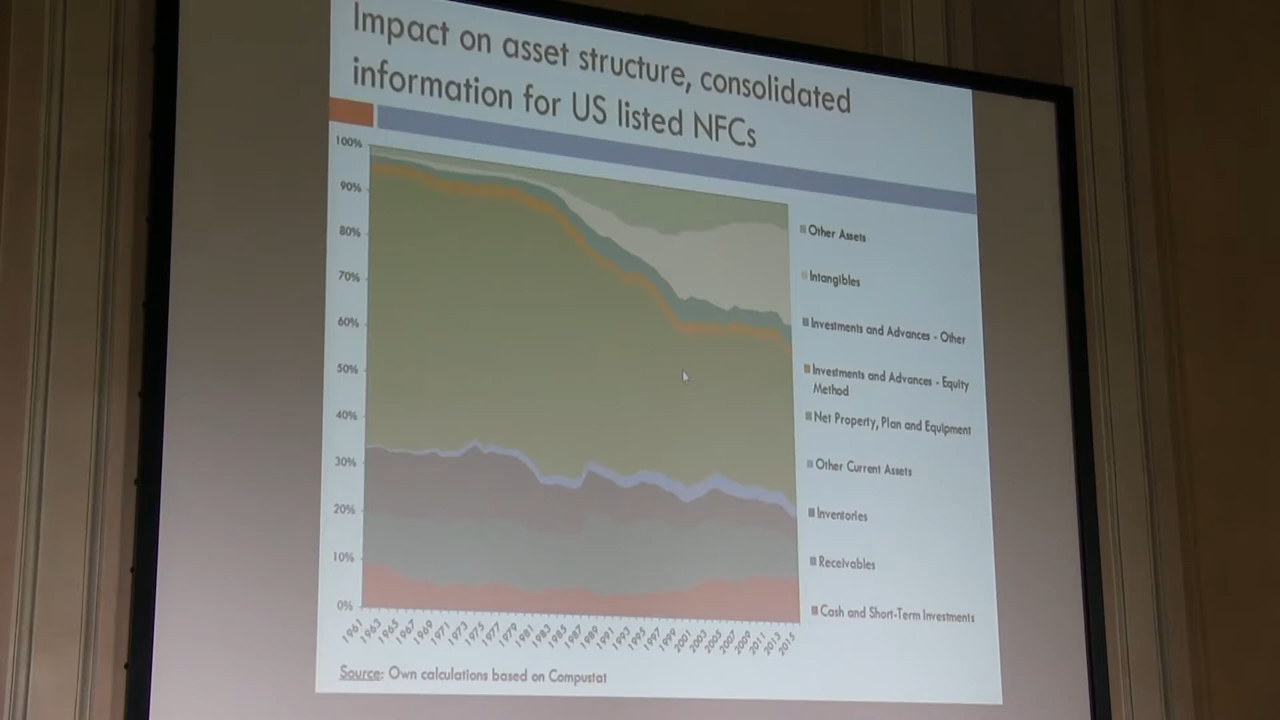 Impact on asset structure, consolidated
information for US listed NFCs
100%
90%
80%
70%
60%
50%
40%
30%
20%
10%
0%
1961 1963 1965 1967 1969 1971 1973 1975 1977 1979 1981 1983 1985 1987 1989 1991 1993 1995 1997 1999 2001 2003 2005 2007 2009 2011 2013 2015
Other Assets
Intangibles
Investments and Advances - Other
Investments and Advances - Equity
Method
Net Property, Plan and Equipment
Other Current Assets
Inventories
Receivables
Cash and Short-Term Investments
Source: Own calculations based on Compustat